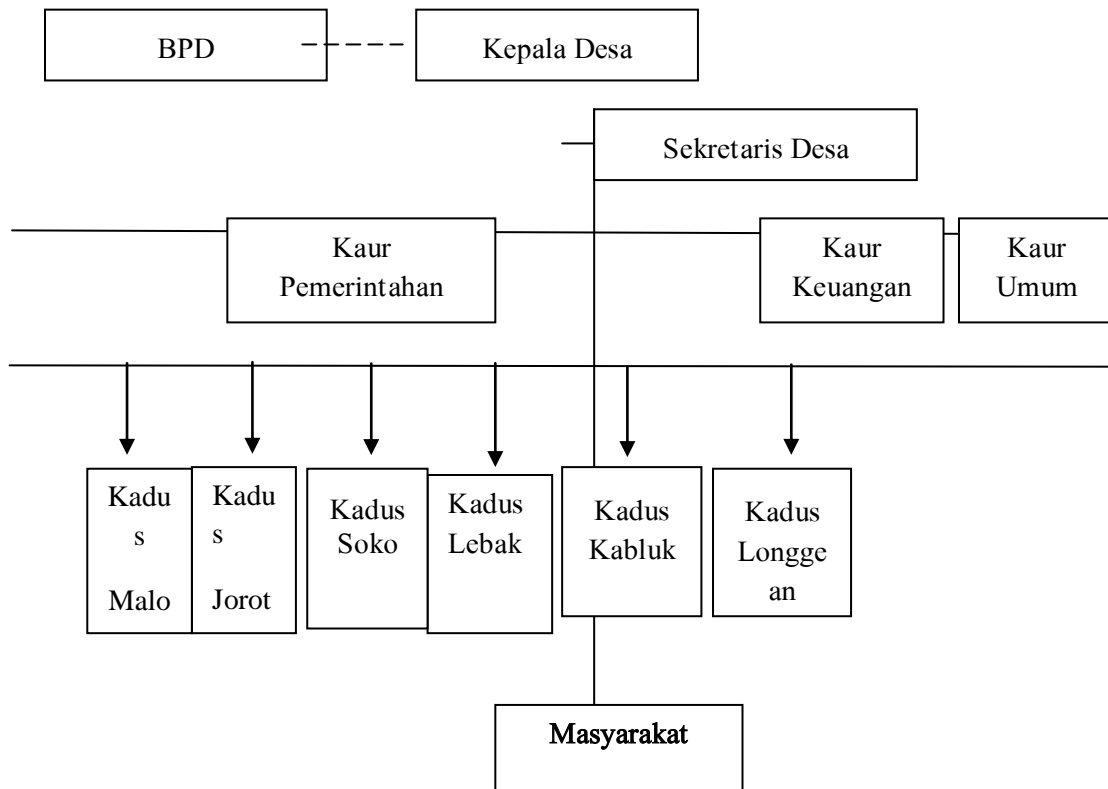 BPD
Kepala Desa
Sekretaris Desa
Kaur
Pemerintahan
Kaur
Keuangan
Kaur
Umum
Kadu
s
Malo
Kadu
s
Jorot
Kadus
Soko
Kadus
Lebak
Kadus
Kabluk
Kadus
Longge
an
Masyarakat